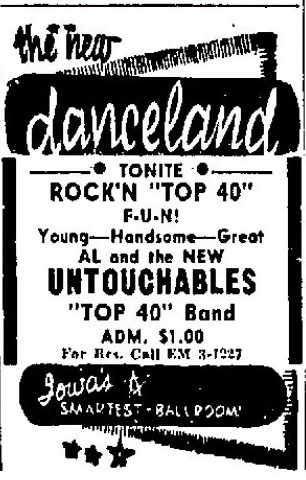 the new
danceland
TONITE
ROCK'N "TOP 40"
F-U-N!
Young—Handsome—Great
AL and the NEW
UNTOUCHABLES
"TOP 40" Band
ADM. $1.00
For Res. Call EM 3-1927
Iowa's
SMARTEST-BALLROOM!